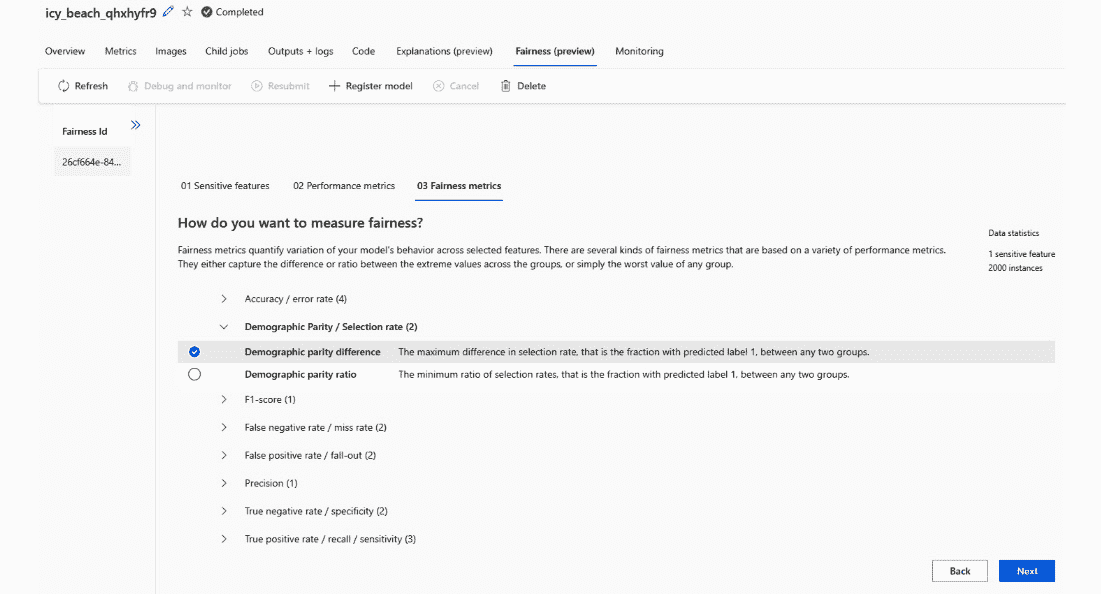 icy_beach_qhxhyfr9 Completed
Overview Metrics Images Child jobs Outputs + logs Code Explanations (preview) Fairness (preview) Monitoring
Refresh Debug and monitor Resubmit Register model Cancel Delete
Fairness Id
26cf664e-84...
01 Sensitive features 02 Performance metrics 03 Fairness metrics
How do you want to measure fairness?
Fairness metrics quantify variation of your model's behavior across selected features. There are several kinds of fairness metrics that are based on a variety of performance metrics.
They either capture the difference or ratio between the extreme values across the groups, or simply the worst value of any group.
Data statistics
1 sensitive feature
2000 instances
Accuracy / error rate (4)
Demographic Parity / Selection rate (2)
Demographic parity difference The maximum difference in selection rate, that is the fraction with predicted label 1, between any two groups.
Demographic parity ratio The minimum ratio of selection rates, that is the fraction with predicted label 1, between any two groups.
F1-score (1)
False negative rate / miss rate (2)
False positive rate / fall-out (2)
Precision (1)
True negative rate / specificity (2)
True positive rate / recall / sensitivity (3)
Back Next